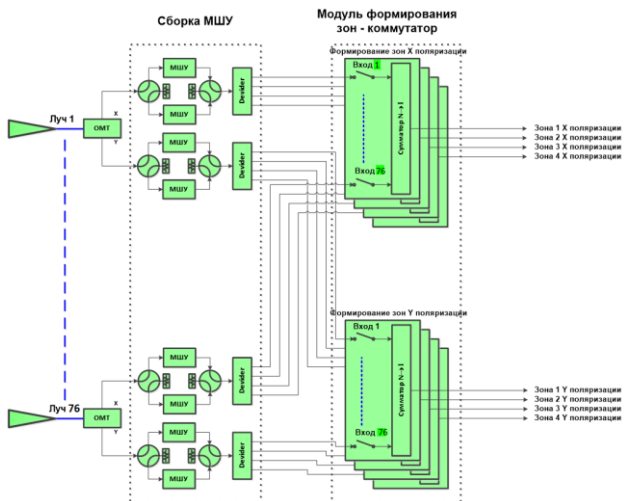 Сборка МШУ
Модуль формирования
зон - коммутатор
Формирование зон X поляризации
МШУ
Вход 1
Devider
Луч 1
X
ОМТ
Y
МШУ
Сумматор N→1
Зона 1 X поляризации
Зона 2 X поляризации
Зона 3 X поляризации
Зона 4 X поляризации
МШУ
Devider
Вход 76
МШУ
Формирование зон Y поляризации
Вход 1
МШУ
Devider
МШУ
Сумматор N→1
Зона 1 Y поляризации
Зона 2 Y поляризации
Зона 3 Y поляризации
Зона 4 Y поляризации
Луч 76
X
ОМТ
Y
МШУ
Devider
Вход 76
МШУ